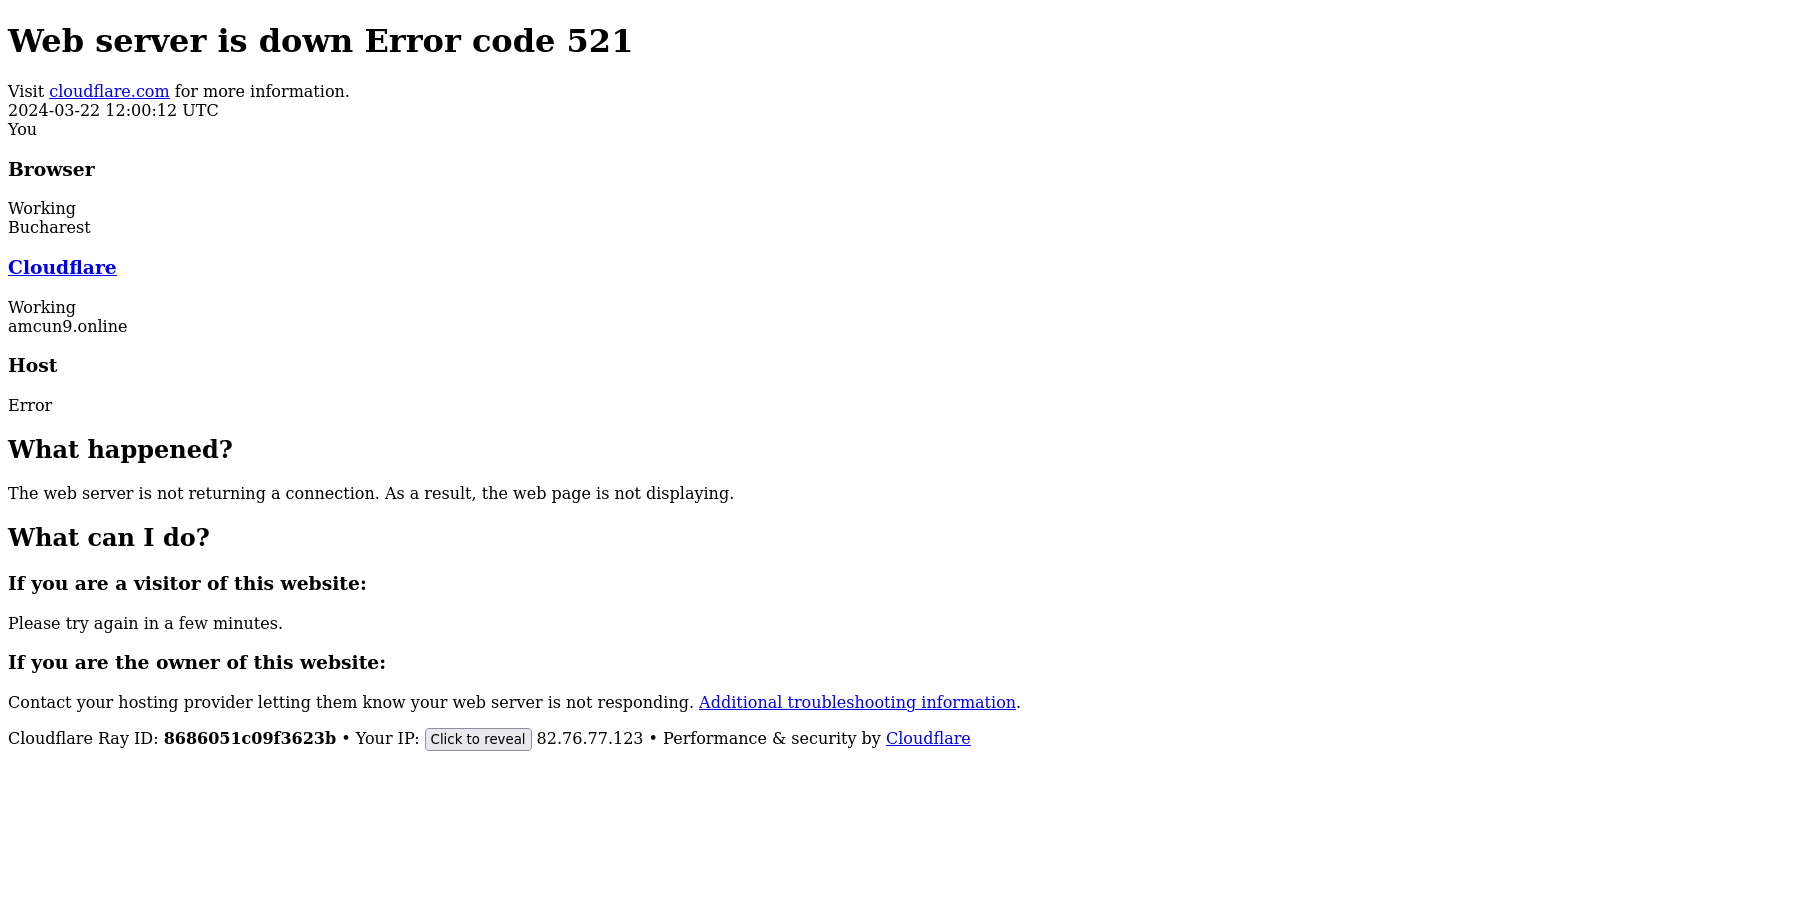 Web server is down Error code 521
Visit cloudflare.com for more information.
2024-03-22 12:00:12 UTC
You
Browser
Working
Bucharest
Cloudflare
Working
amcun9.online
Host
Error
What happened?
The web server is not returning a connection. As a result, the web page is not displaying.
What can I do?
If you are a visitor of this website:
Please try again in a few minutes.
If you are the owner of this website:
Contact your hosting provider letting them know your web server is not responding. Additional troubleshooting information.
Cloudflare Ray ID: 8686051c09f3623b • Your IP: Click to reveal 82.76.77.123 • Performance & security by Cloudflare